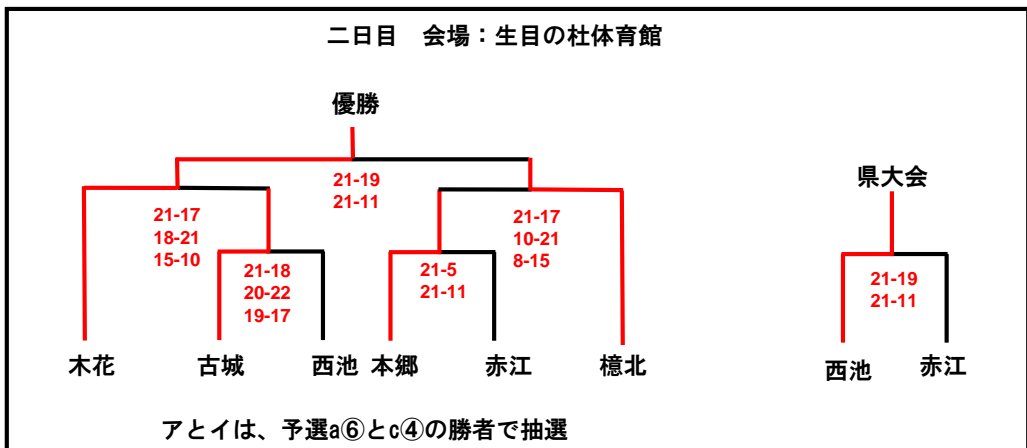 二日目　会場：生目の杜体育館
優勝
21-19
21-11
県大会
21-17
18-21
15-10
21-17
10-21
8-15
21-18
20-22
19-17
21-5
21-11
21-19
21-11
木花
古城
西池
本郷
赤江
檍北
西池
赤江
アとイは、予選a⑥とc④の勝者で抽選